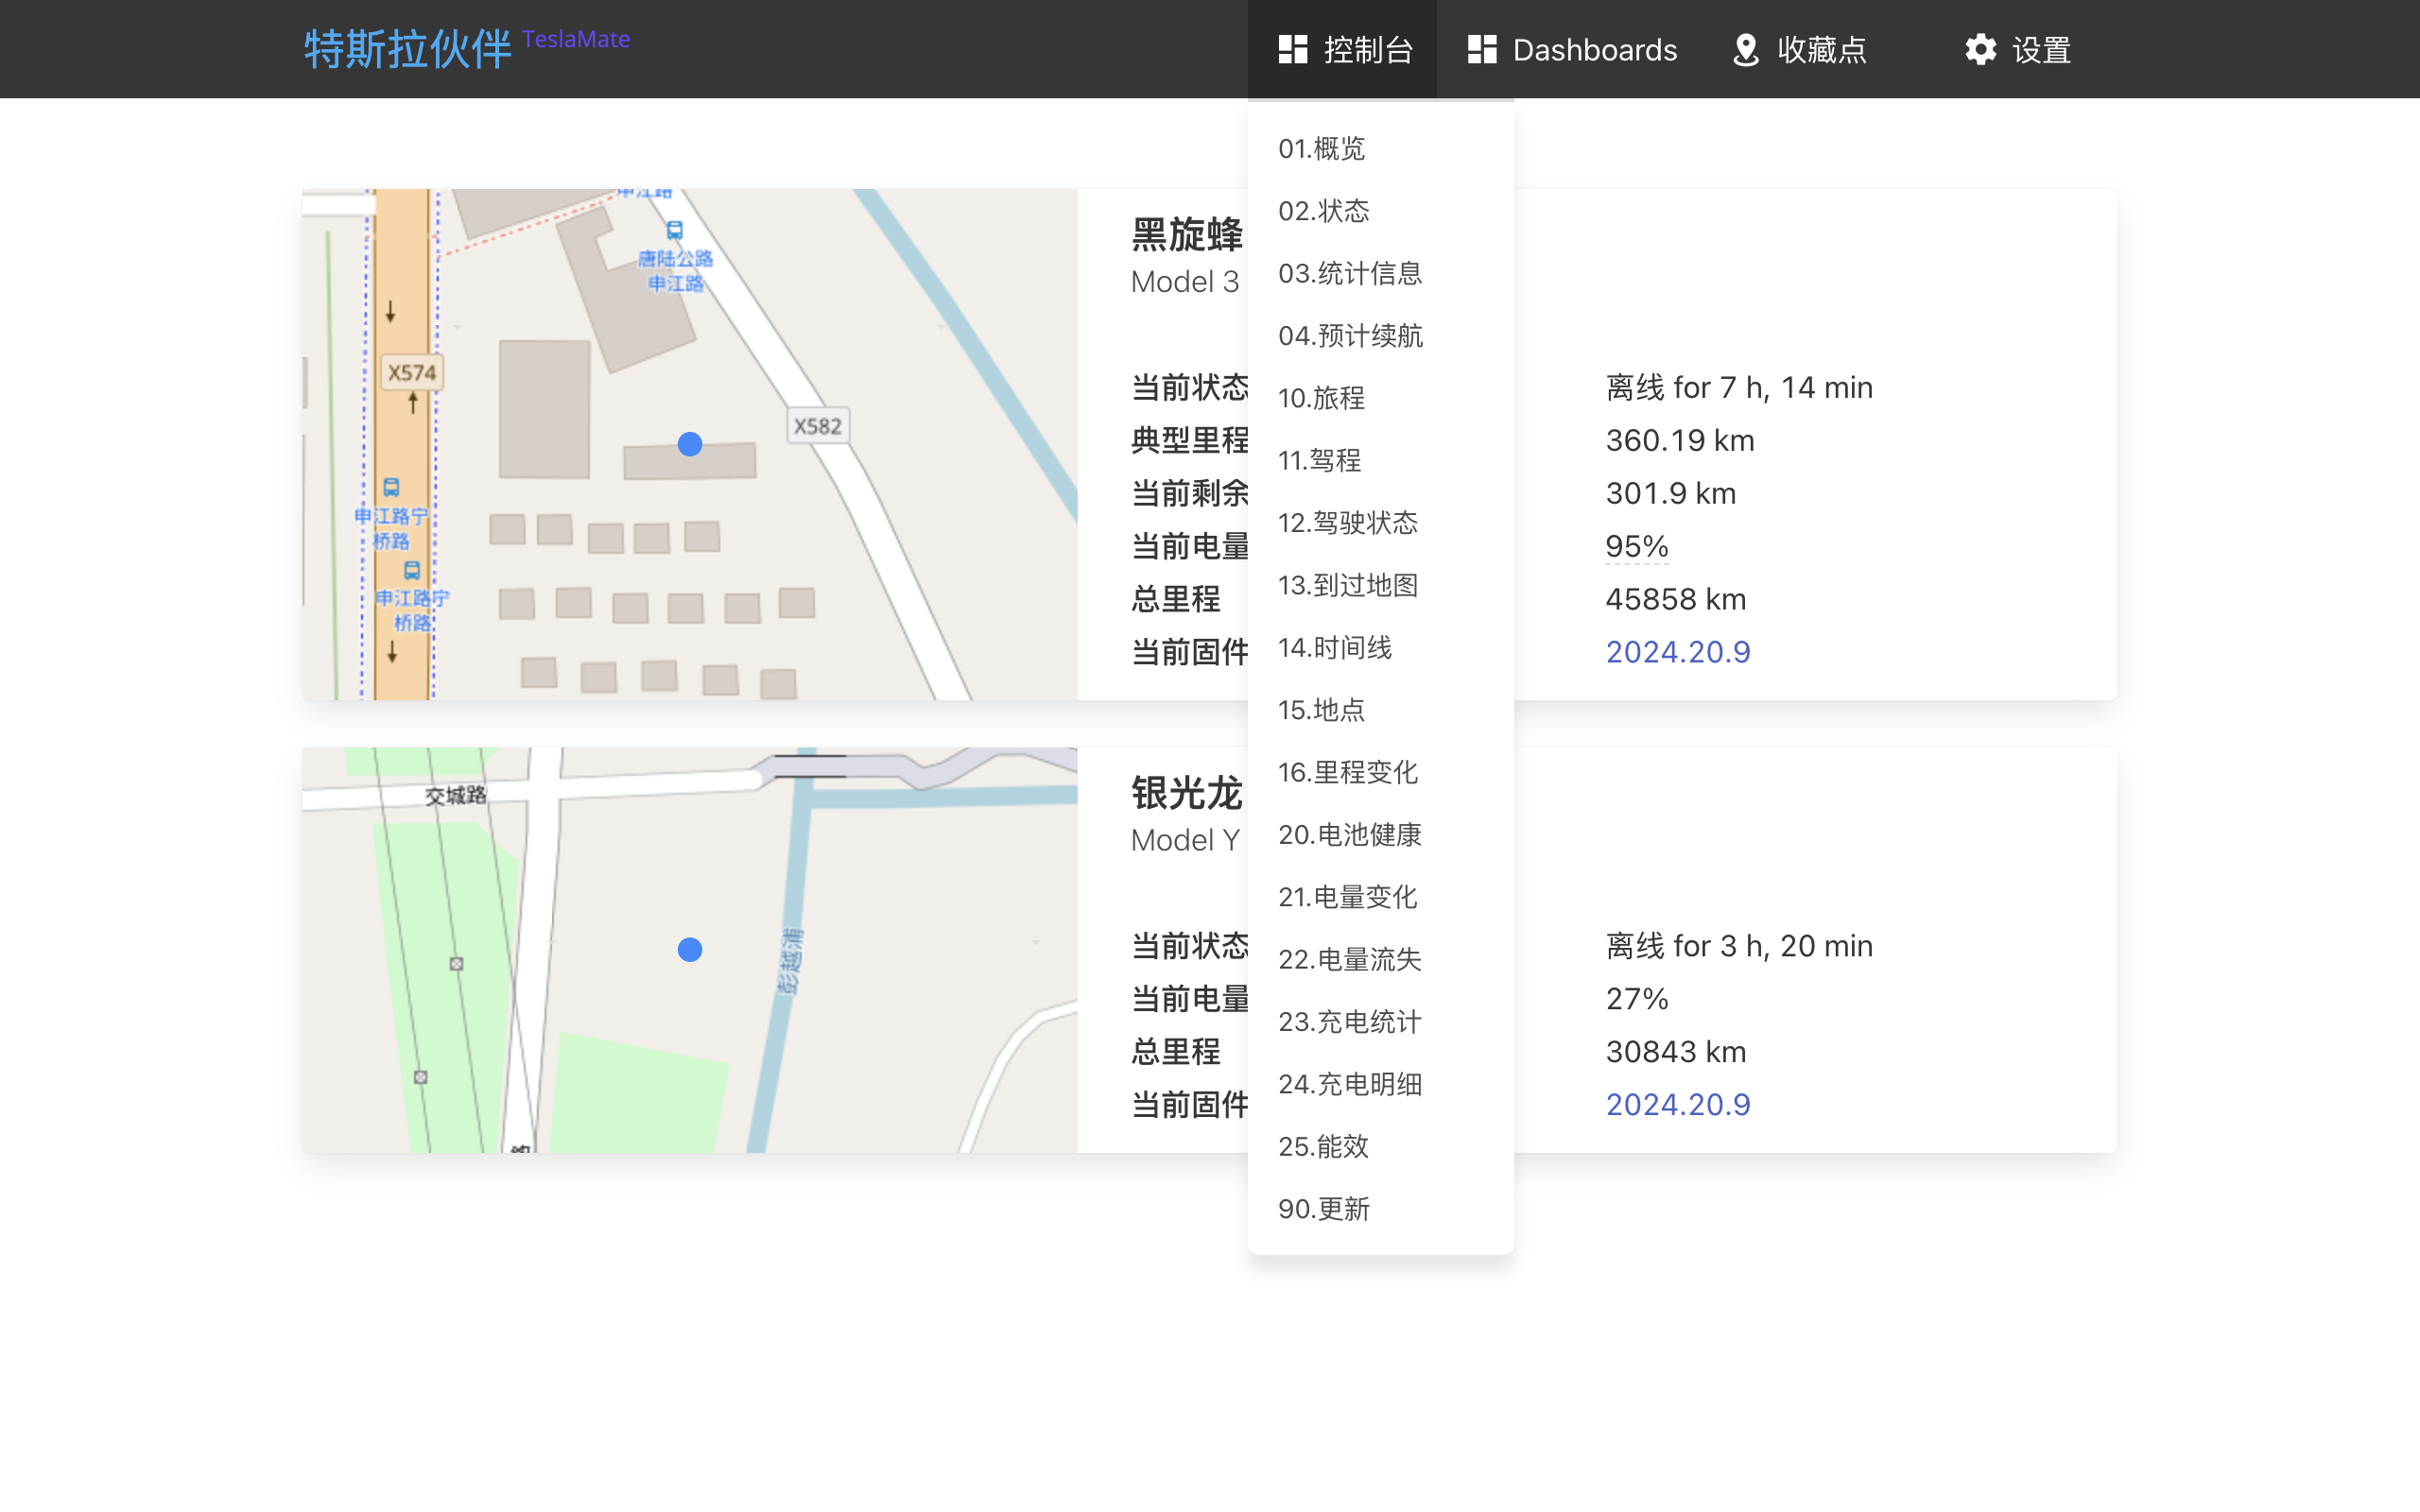 特斯拉伙伴 TeslaMate
控制台
Dashboards
收藏点
设置
01.概览
02.状态
03.统计信息
04.预计续航
10.旅程
11.驾程
12.驾驶状态
13.到过地图
14.时间线
15.地点
16.里程变化
20.电池健康
21.电量变化
22.电量流失
23.充电统计
24.充电明细
25.能效
90.更新
申江路
唐陆公路
申江路
X574
X582
申江路宁
桥路
申江路宁
桥路
黑旋蜂
Model 3
当前状态 离线 for 7 h, 14 min
典型里程 360.19 km
当前剩余 301.9 km
当前电量 95%
总里程 45858 km
当前固件 2024.20.9
交城路
彭越浦
银光龙
Model Y
当前状态 离线 for 3 h, 20 min
当前电量 27%
总里程 30843 km
当前固件 2024.20.9